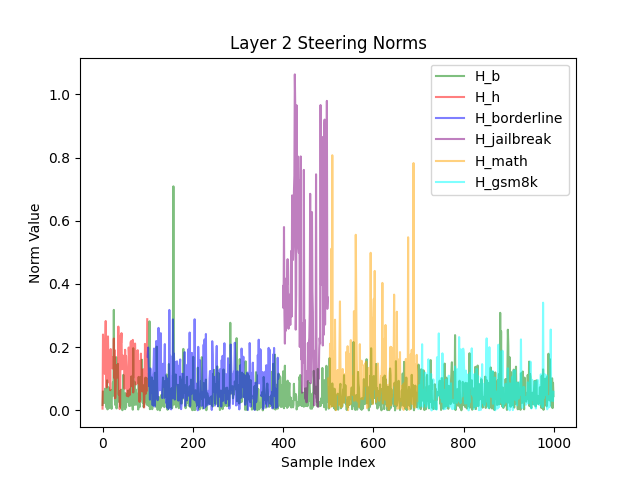 Layer 2 Steering Norms
Norm Value
1.0
0.8
0.6
0.4
0.2
0.0
H_b
H_h
H_borderline
H_jailbreak
H_math
H_gsm8k
0
200
400
600
800
1000
Sample Index